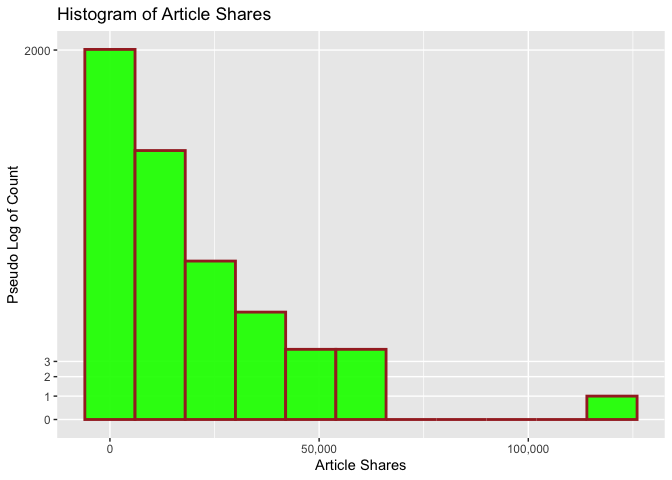 Histogram of Article Shares
Pseudo Log of Count
2000
3
2
1
0
0
50,000
100,000
Article Shares